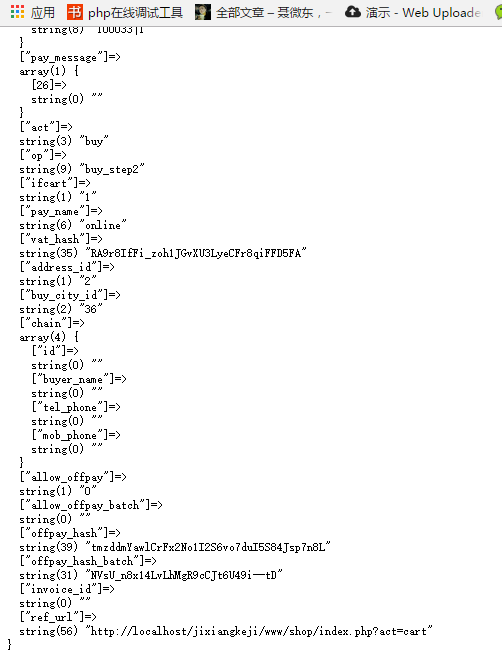 应用 书 php在线调试工具 全部文章 – 聂微东, – 演示 - Web Uploade
string(8) "100033|1"
}
["pay_message"]=>
array(1) {
[26]=>
string(0) ""
}
["act"]=>
string(3) "buy"
["op"]=>
string(9) "buy_step2"
["ifcart"]=>
string(1) "1"
["pay_name"]=>
string(6) "online"
["vat_hash"]=>
string(35) "RA9r8IfFi_zoh1JGvXU3LyeCFr8qiFFD5FA"
["address_id"]=>
string(1) "2"
["buy_city_id"]=>
string(2) "36"
["chain"]=>
array(4) {
["id"]=>
string(0) ""
["buyer_name"]=>
string(0) ""
["tel_phone"]=>
string(0) ""
["mob_phone"]=>
string(0) ""
}
["allow_offpay"]=>
string(1) "0"
["allow_offpay_batch"]=>
string(0) ""
["offpay_hash"]=>
string(39) "tmzddmYawlCrFx2No1I2S6vo7duI5S84Jsp7n8L"
["offpay_hash_batch"]=>
string(31) "NVsU_n8x14LvLhMgR9cCJt6U49i--tD"
["invoice_id"]=>
string(0) ""
["ref_url"]=>
string(56) "http://localhost/jixiangkeji/www/shop/index.php?act=cart"
}